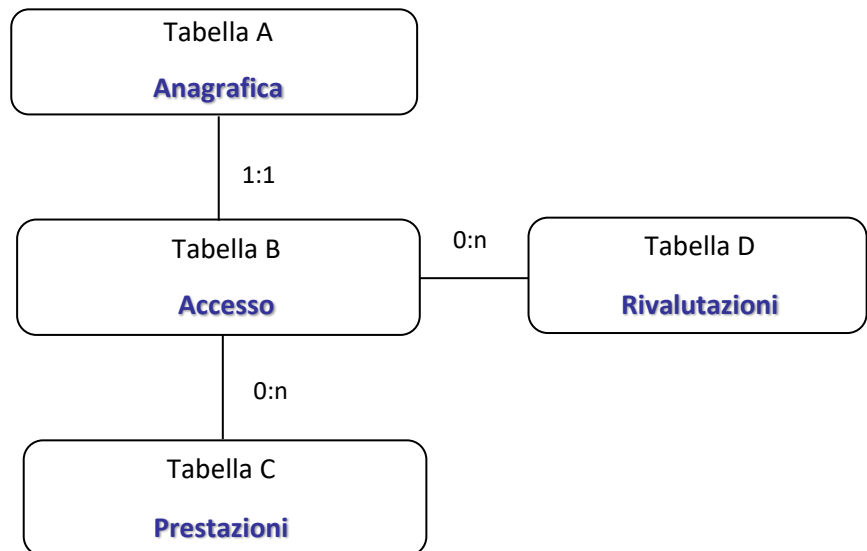 Tabella A
Anagrafica
1:1
Tabella B
Accesso
0:n
Tabella D
Rivalutazioni
0:n
Tabella C
Prestazioni